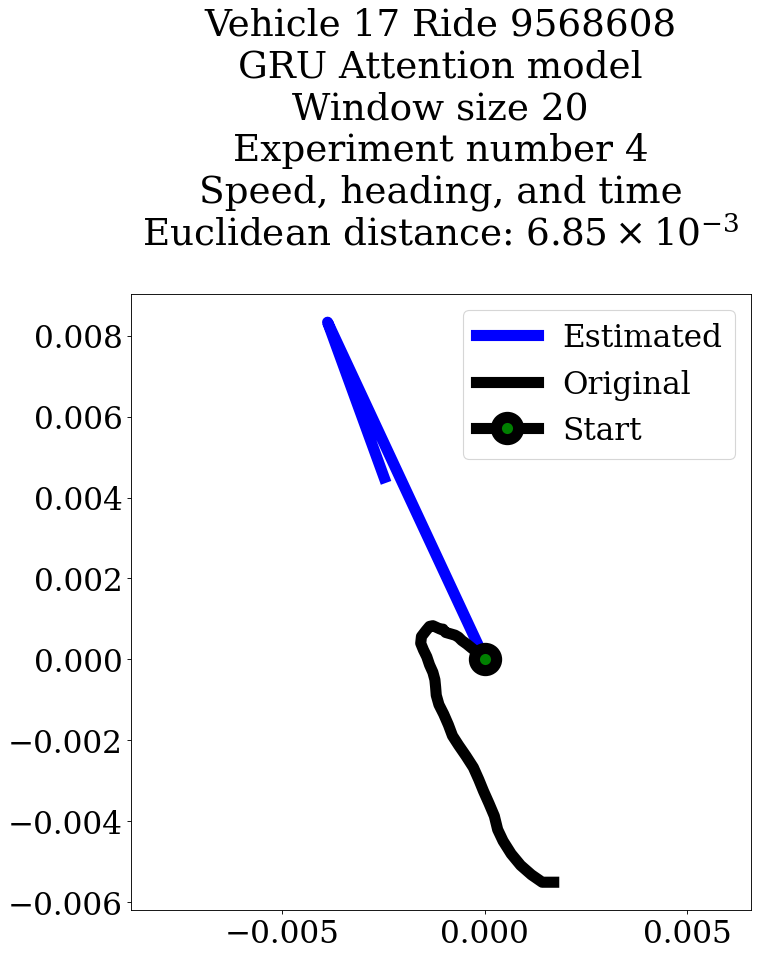 Vehicle 17 Ride 9568608
GRU Attention model
Window size 20
Experiment number 4
Speed, heading, and time
Euclidean distance: 6.85 × 10⁻³
Estimated
Original
Start
0.008
0.006
0.004
0.002
0.000
−0.002
−0.004
−0.006
−0.005 0.000 0.005